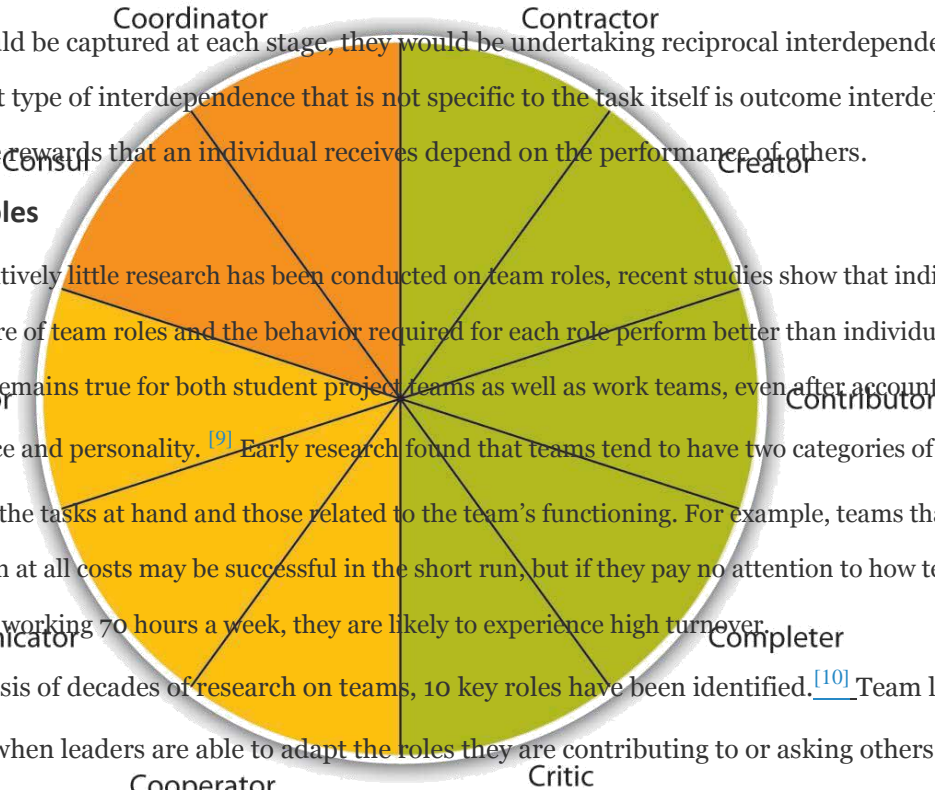 Coordinator Contractor
ld be captured at each stage, they would be undertaking reciprocal interdepende
t type of interdependence that is not specific to the task itself is outcome interde
rewards that an individual receives depend on the performance of others.
Consul Creator
les
tively little research has been conducted on team roles, recent studies show that indi
re of team roles and the behavior required for each role perform better than individu
emains true for both student project teams as well as work teams, even after account
Contributor
ce and personality. [9] Early research found that teams tend to have two categories of
the tasks at hand and those related to the team’s functioning. For example, teams tha
n at all costs may be successful in the short run, but if they pay no attention to how te
working 70 hours a week, they are likely to experience high turnover.
nicator Completer
sis of decades of research on teams, 10 key roles have been identified.[10] Team l
when leaders are able to adapt the roles they are contributing to or asking others
Cooperator Critic